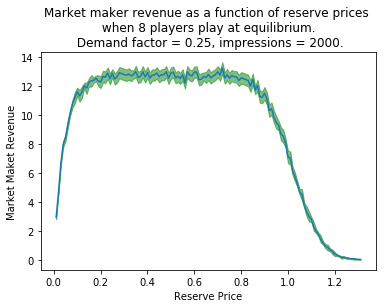 Market maker revenue as a function of reserve prices
when 8 players play at equilibrium.
Demand factor = 0.25, impressions = 2000.
14
12
10
8
6
4
2
0
Market Maket Revenue
0.0 0.2 0.4 0.6 0.8 1.0 1.2
Reserve Price